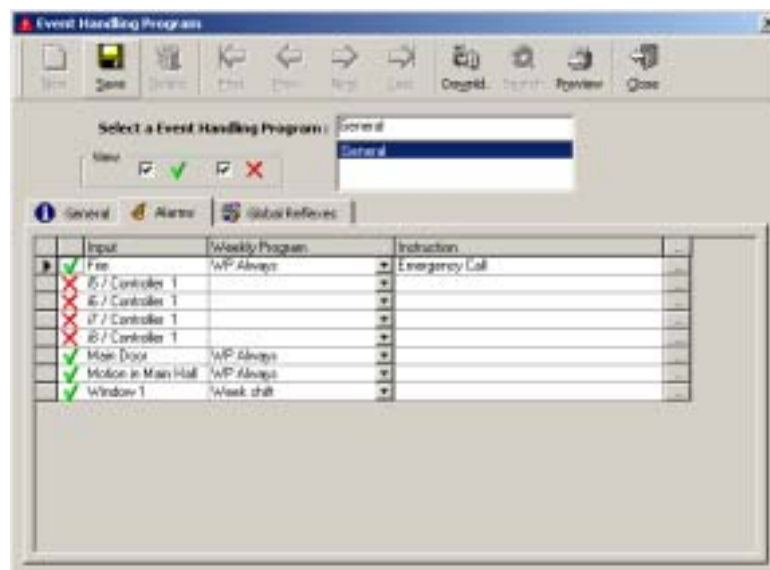 Event Handling Program
New Save Delete First Prev Next Last Downld. Search Preview Close
Select a Event Handling Program : General
View
General
General Alarms Global Reflexes
Input Weekly Program Instruction ...
Fire WP Always Emergency Call ...
i5 / Controller 1 ...
i6 / Controller 1 ...
i7 / Controller 1 ...
i8 / Controller 1 ...
Main Door WP Always ...
Motion in Main Hall WP Always ...
Window 1 Week shift ...